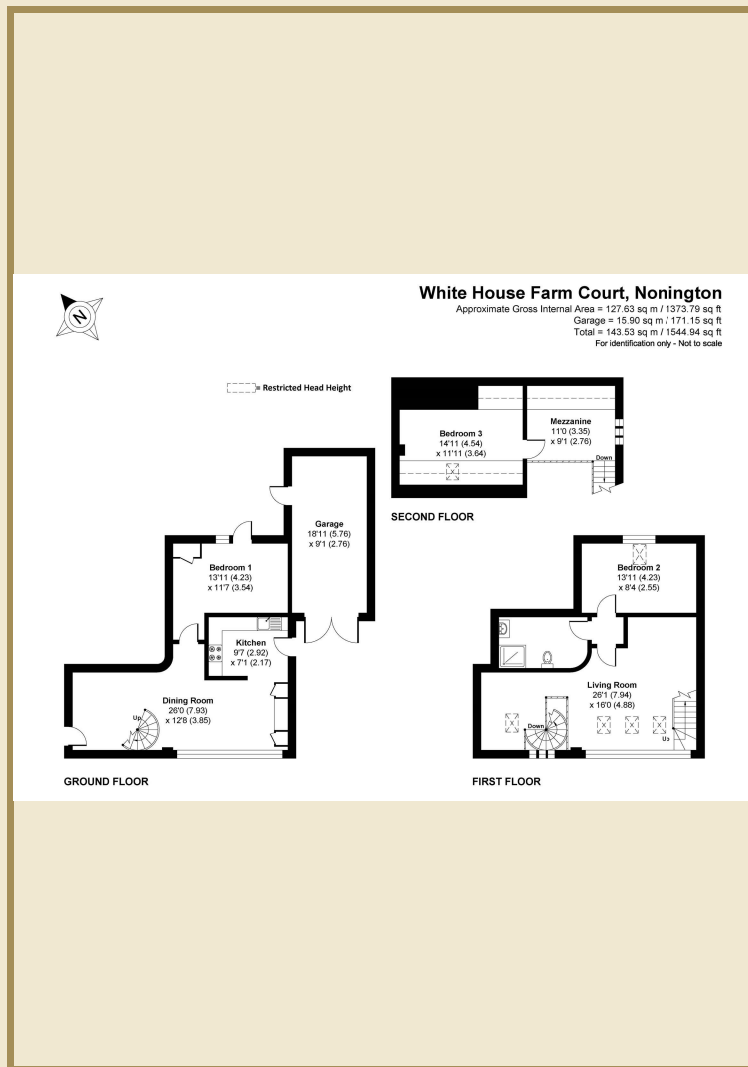 White House Farm Court, Nonington
Approximate Gross Internal Area = 127.63 sq m / 1373.79 sq ft
Garage = 15.90 sq m / 171.15 sq ft
Total = 143.53 sq m / 1544.94 sq ft
For identification only - Not to scale
N
= Restricted Head Height
Bedroom 3
14'11 (4.54)
x 11'11 (3.64)
Mezzanine
11'0 (3.35)
x 9'1 (2.76)
Down
SECOND FLOOR
Garage
18'11 (5.76)
x 9'1 (2.76)
Bedroom 1
13'11 (4.23)
x 11'7 (3.54)
Kitchen
9'7 (2.92)
x 7'1 (2.17)
Dining Room
26'0 (7.93)
x 12'8 (3.85)
Up
GROUND FLOOR
Bedroom 2
13'11 (4.23)
x 8'4 (2.55)
Living Room
26'1 (7.94)
x 16'0 (4.88)
Down
Up
FIRST FLOOR